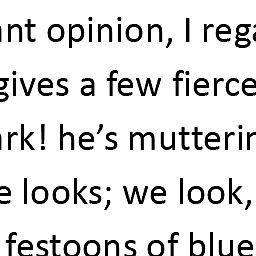 ant opinion, I rega
gives a few fierce
ark! he’s mutterin
e looks; we look,
festoons of blue